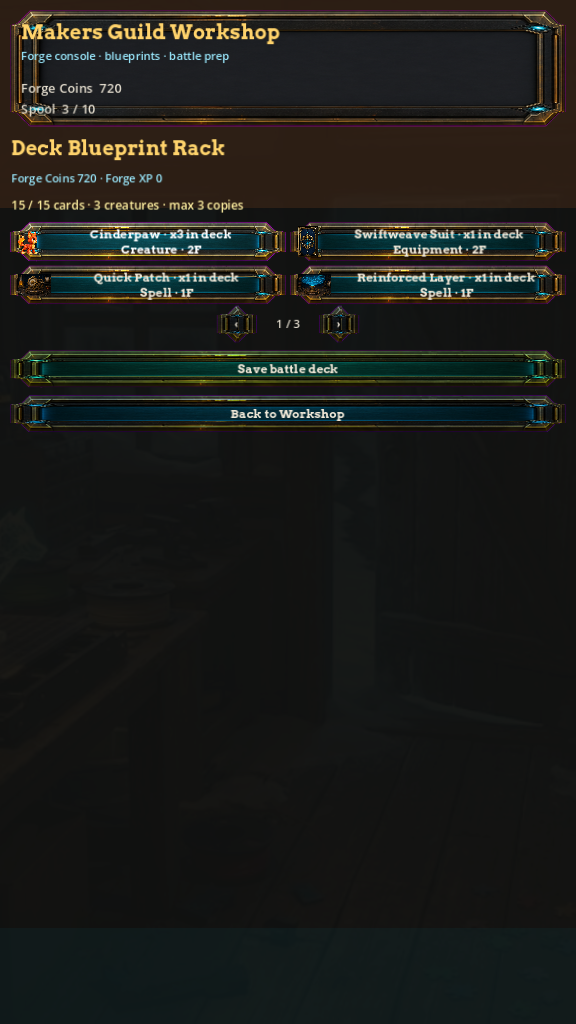 Makers Guild Workshop
Forge console · blueprints · battle prep
Forge Coins 720
Spool 3 / 10
Deck Blueprint Rack
Forge Coins 720 · Forge XP 0
15 / 15 cards · 3 creatures · max 3 copies
Cinderpaw · x3 in deck
Creature · 2F
Swiftweave Suit · x1 in deck
Equipment · 2F
Quick Patch · x1 in deck
Spell · 1F
Reinforced Layer · x1 in deck
Spell · 1F
‹ 1 / 3 ›
Save battle deck
Back to Workshop